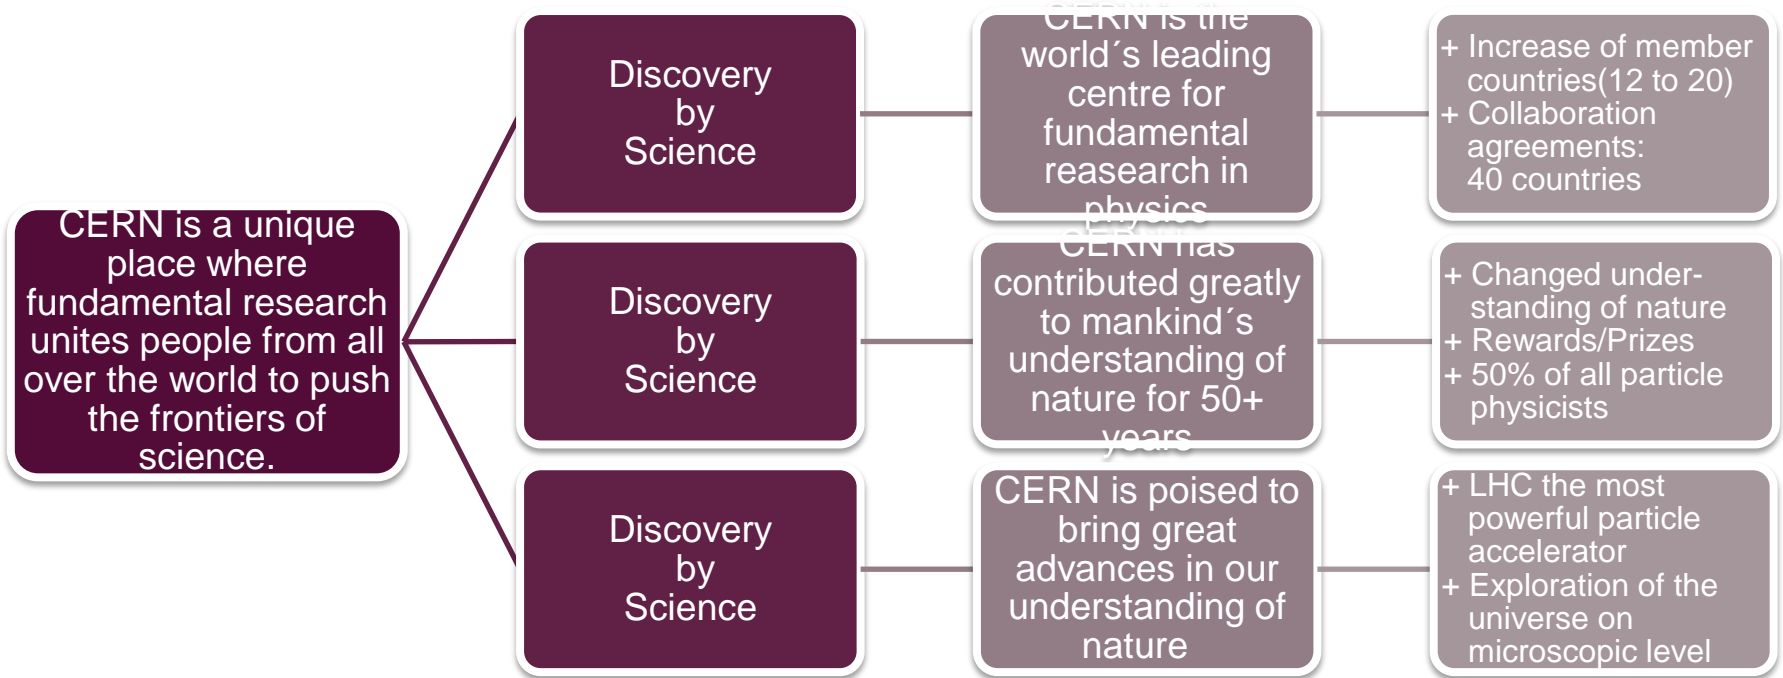 CERN is a unique
place where
fundamental research
unites people from all
over the world to push
the frontiers of
science.
Discovery
by
Science
CERN is the
world´s leading
centre for
fundamental
reasearch in
physics
+ Increase of member
countries(12 to 20)
+ Collaboration
agreements:
40 countries
Discovery
by
Science
CERN has
contributed greatly
to mankind´s
understanding of
nature for 50+
years
+ Changed under-
standing of nature
+ Rewards/Prizes
+ 50% of all particle
physicists
Discovery
by
Science
CERN is poised to
bring great
advances in our
understanding of
nature
+ LHC the most
powerful particle
accelerator
+ Exploration of the
universe on
microscopic level